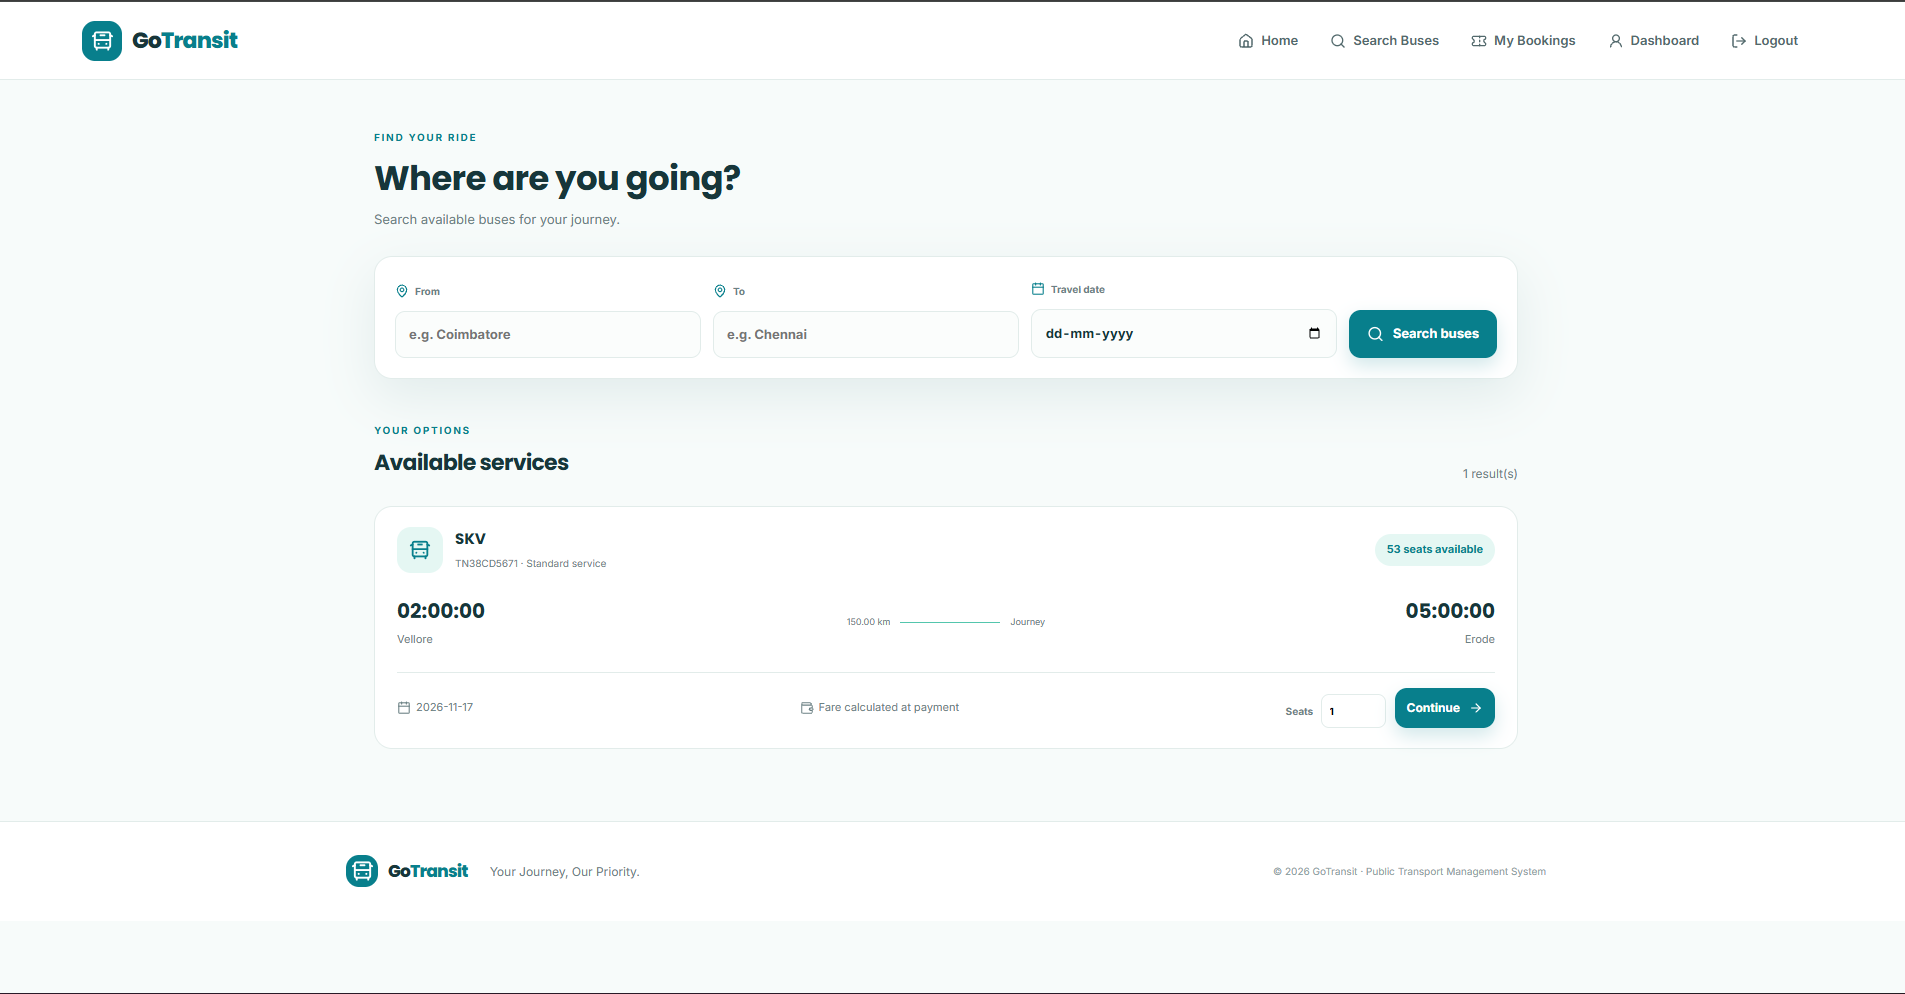 GoTransit
Home
Search Buses
My Bookings
Dashboard
Logout
FIND YOUR RIDE
Where are you going?
Search available buses for your journey.
From
To
Travel date
e.g. Coimbatore
e.g. Chennai
dd-mm-yyyy
Search buses
YOUR OPTIONS
Available services
1 result(s)
SKV
TN38CD5671 · Standard service
53 seats available
02:00:00
Vellore
150.00 km
Journey
05:00:00
Erode
2026-11-17
Fare calculated at payment
Seats
1
Continue
GoTransit
Your Journey, Our Priority.
© 2026 GoTransit · Public Transport Management System